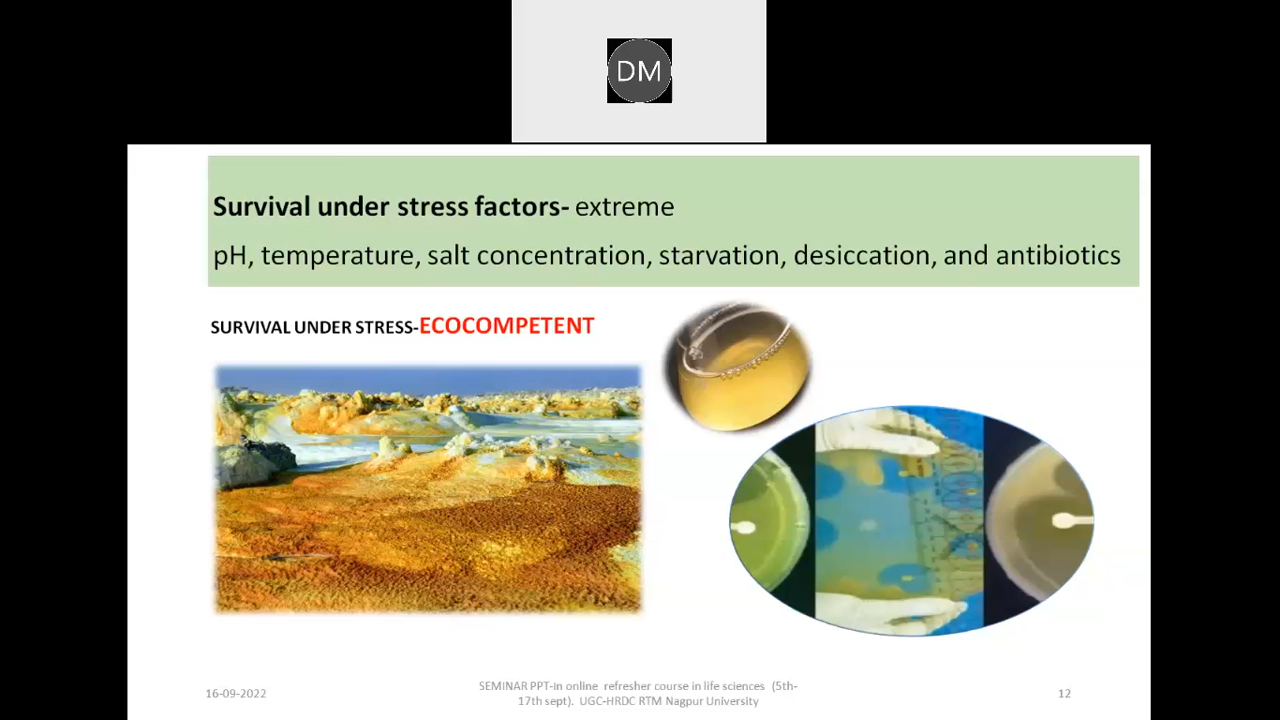 DM
Survival under stress factors- extreme
pH, temperature, salt concentration, starvation, desiccation, and antibiotics
SURVIVAL UNDER STRESS-ECOCOMPETENT
16-09-2022
SEMINAR PPT-In online refresher course in life sciences (5th-
17th sept). UGC-HRDC RTM Nagpur University
12